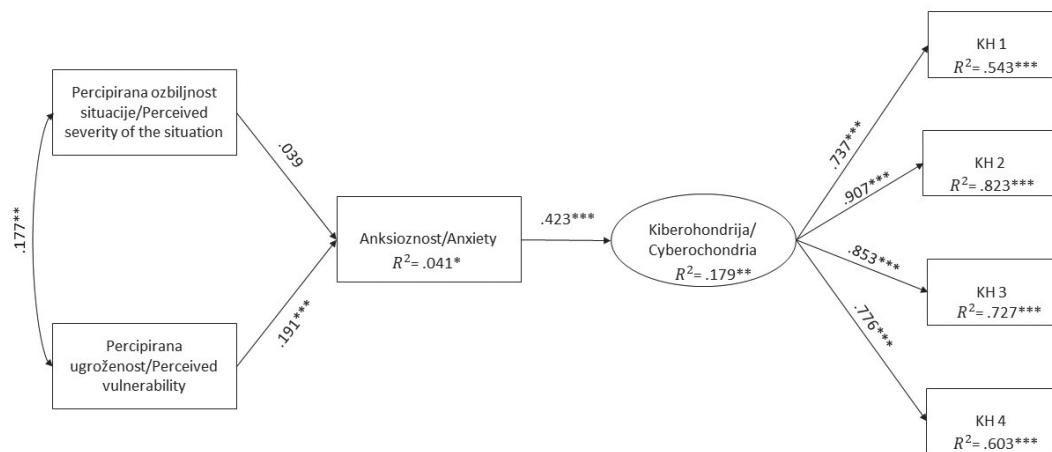 Percipirana ozbiljnost
situacije/Perceived
severity of the situation
.177**
Percipirana
ugroženost/Perceived
vulnerability
.039
.191***
Anksioznost/Anxiety
R²= .041*
.423***
Kiberohondrija/
Cyberochondria
R²= .179**
.737***
.907***
.853***
.776***
KH 1
R²= .543***
KH 2
R²= .823***
KH 3
R²= .727***
KH 4
R²= .603***